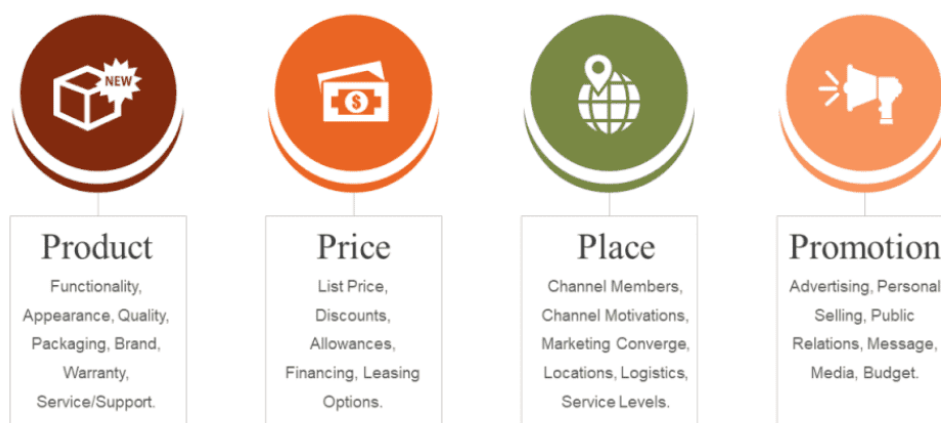 NEW
Product
Functionality,
Appearance, Quality,
Packaging, Brand,
Warranty,
Service/Support.
$
Price
List Price,
Discounts,
Allowances,
Financing, Leasing
Options.
Place
Channel Members,
Channel Motivations,
Marketing Converge,
Locations, Logistics,
Service Levels.
Promotion
Advertising, Personal
Selling, Public
Relations, Message,
Media, Budget.